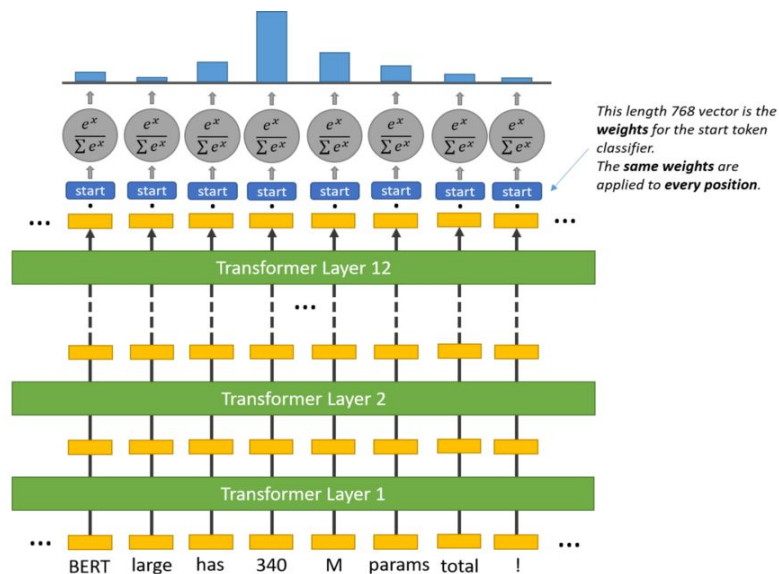 e^x e^x e^x e^x e^x e^x e^x e^x
∑ e^x ∑ e^x ∑ e^x ∑ e^x ∑ e^x ∑ e^x ∑ e^x ∑ e^x
start start start start start start start start
This length 768 vector is the
weights for the start token
classifier.
The same weights are
applied to every position.
... ...
Transformer Layer 12
...
Transformer Layer 2
Transformer Layer 1
... ...
BERT large has 340 M params total !